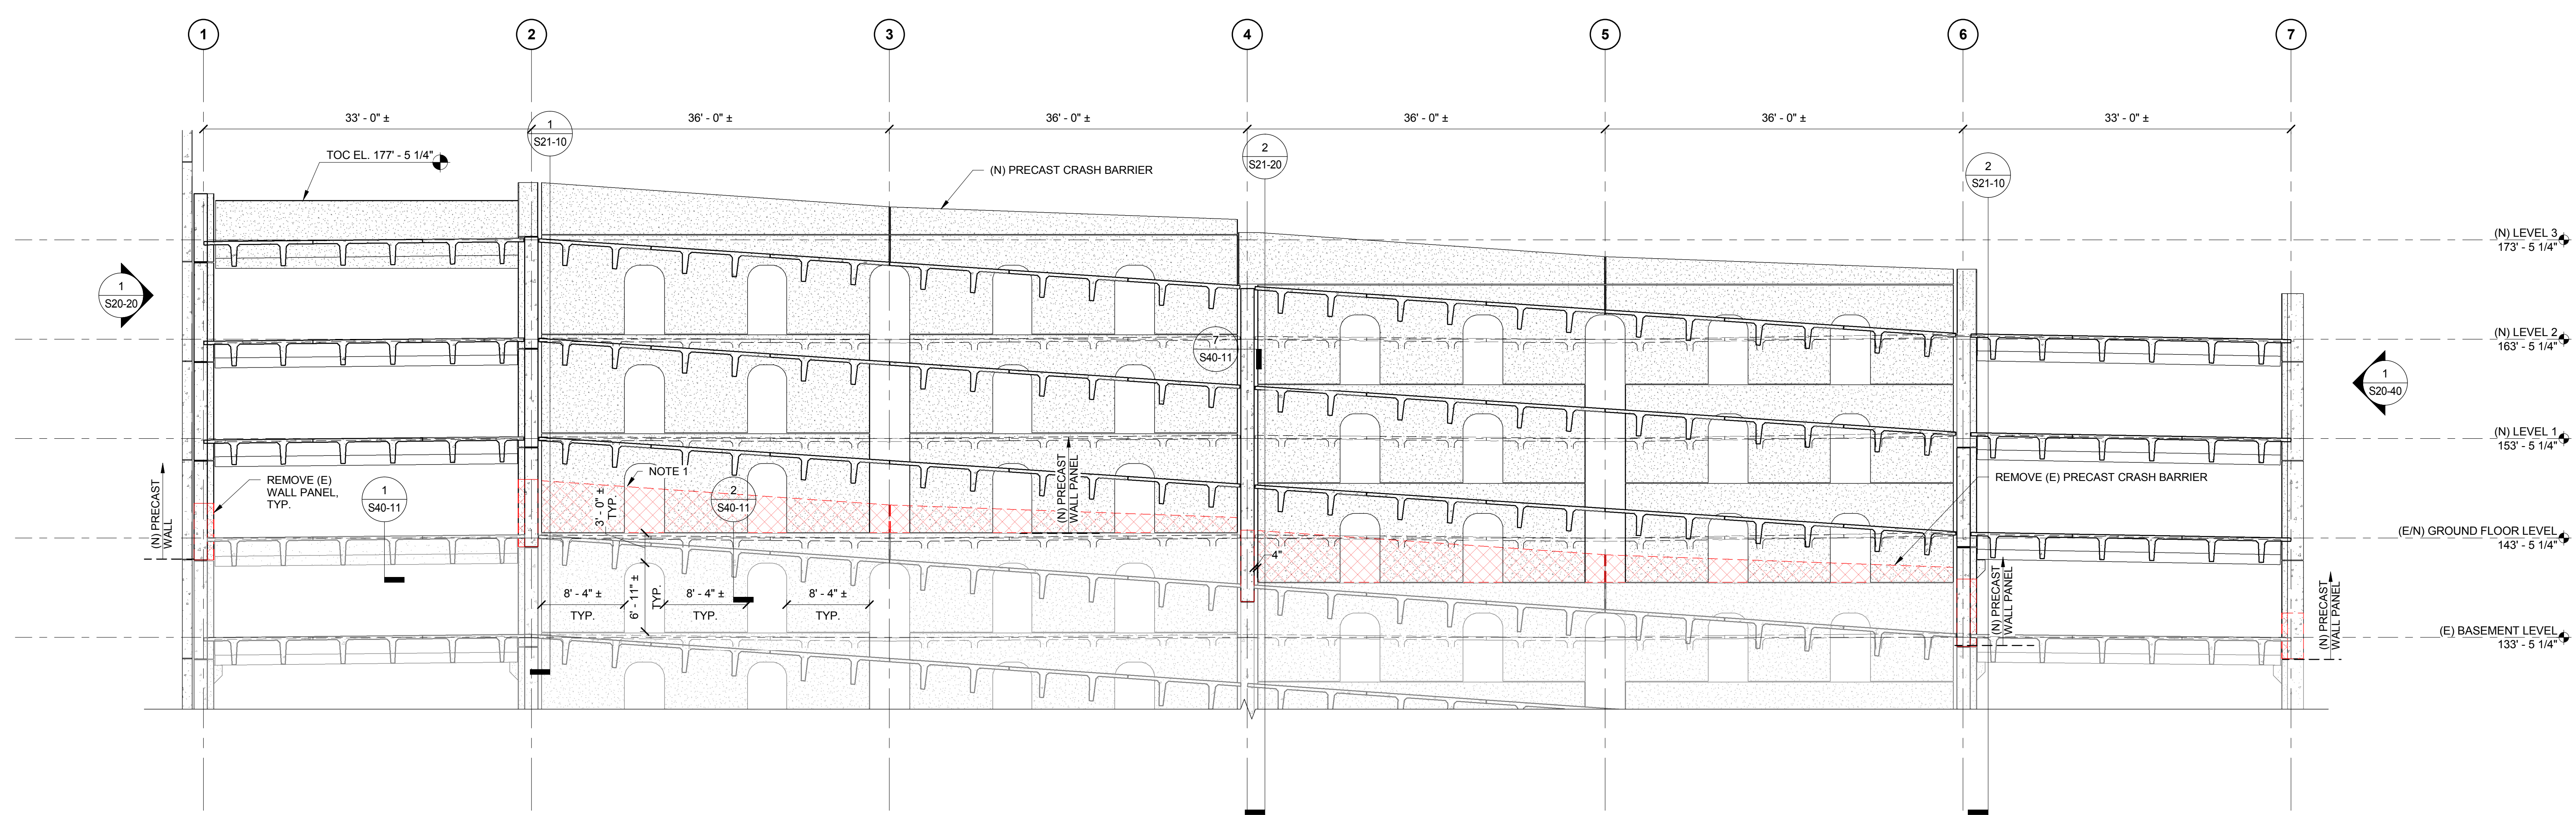 1
2
3
4
5
6
7
33' - 0" ±
36' - 0" ±
36' - 0" ±
36' - 0" ±
36' - 0" ±
33' - 0" ±
1
S21-10
2
S21-20
2
S21-10
TOC EL. 177' - 5 1/4"
(N) PRECAST CRASH BARRIER
(N) LEVEL 3
173' - 5 1/4"
1
S20-20
(N) LEVEL 2
163' - 5 1/4"
7
S40-11
1
S20-40
(N) LEVEL 1
153' - 5 1/4"
(N) PRECAST
WALL
REMOVE (E)
WALL PANEL,
TYP.
1
S40-11
NOTE 1
3' - 0" ±
TYP.
2
S40-11
(N) PRECAST
WALL PANEL
REMOVE (E) PRECAST CRASH BARRIER
(E/N) GROUND FLOOR LEVEL
143' - 5 1/4"
4"
8' - 4" ±
TYP.
6' - 11" ±
TYP.
8' - 4" ±
TYP.
8' - 4" ±
TYP.
(N) PRECAST
WALL PANEL
(N) PRECAST
WALL PANEL
(E) BASEMENT LEVEL
133' - 5 1/4"